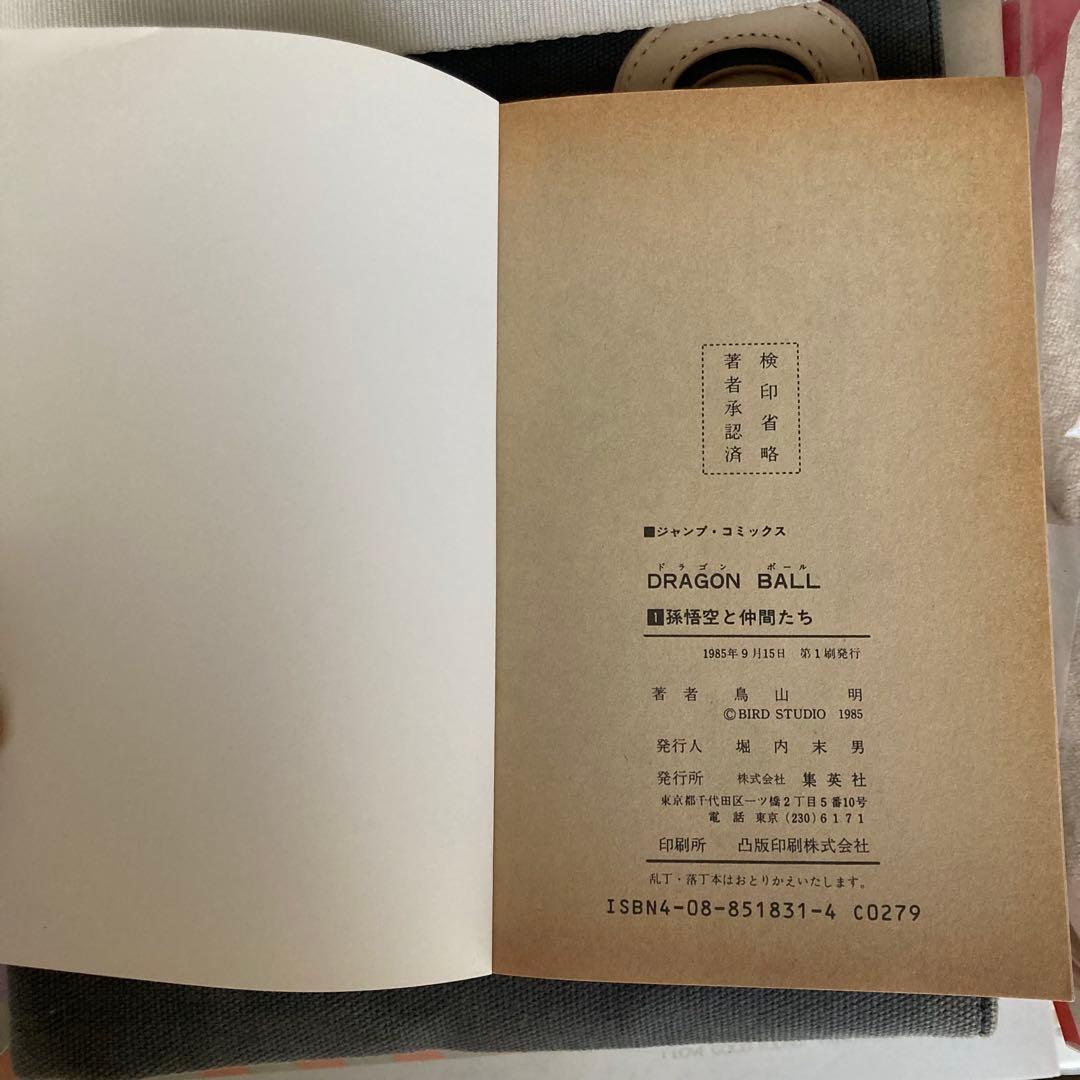 検印省略
著者承認済
■ジャンプ・コミックス
ドラゴン ボール
DRAGON BALL
1 孫悟空と仲間たち
1985年9月15日 第1刷発行
著者 鳥山 明
©BIRD STUDIO 1985
発行人 堀内末男
発行所 株式会社 集英社
東京都千代田区一ツ橋2丁目5番10号
電話 東京 (230) 6171
印刷所 凸版印刷株式会社
乱丁・落丁本はおとりかえいたします。
ISBN4-08-851831-4 C0279